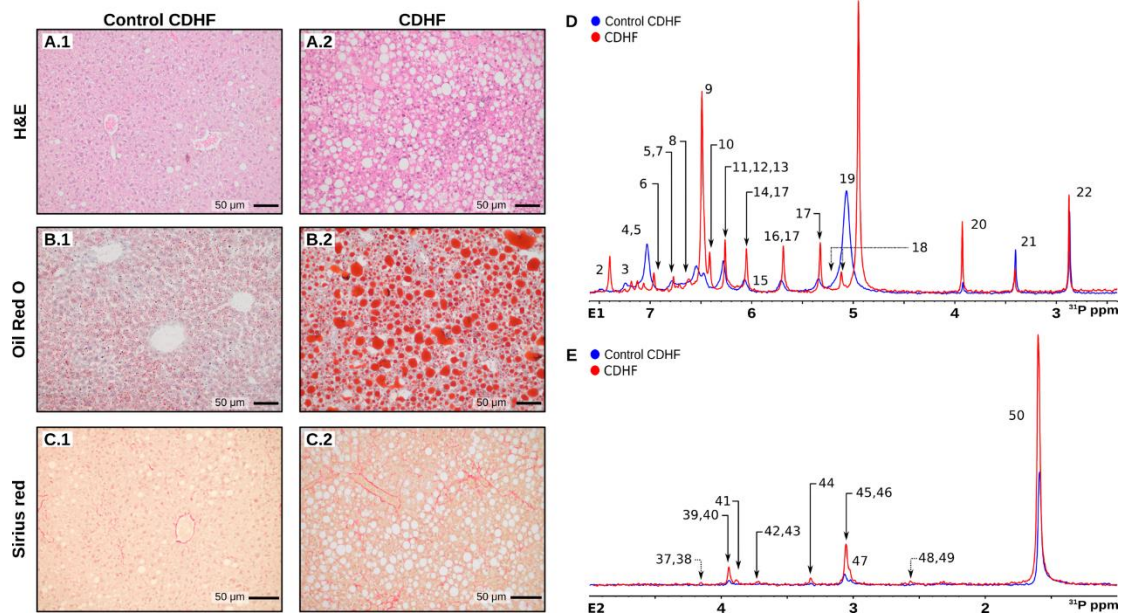 Control CDHF
CDHF
H&E
A.1
50 µm
A.2
50 µm
Oil Red O
B.1
50 µm
B.2
50 µm
Sirius red
C.1
50 µm
C.2
50 µm
D
Control CDHF
CDHF
2
3
4,5
6
5,7
8
9
10
11,12,13
14,17
15
16,17
17
18
19
20
21
22
E1
7
6
5
4
3
³¹P ppm
E
Control CDHF
CDHF
37,38
39,40
41
42,43
44
45,46
47
48,49
50
E2
4
3
2
³¹P ppm